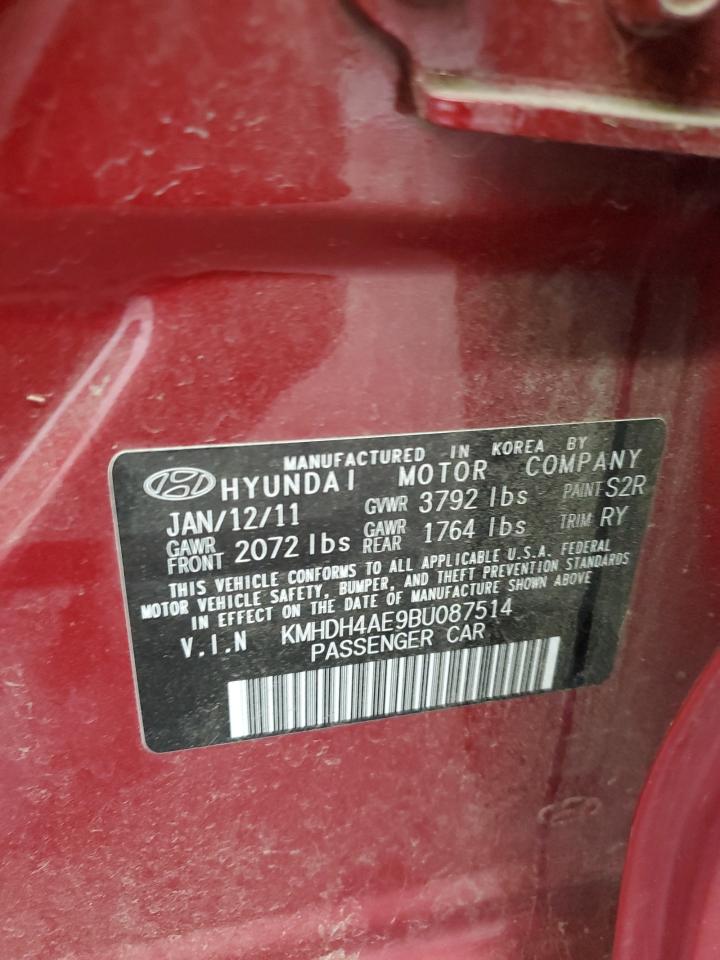 MANUFACTURED IN KOREA BY
HYUNDAI MOTOR COMPANY
JAN/12/11 GVWR 3792 lbs PAINT S2R
GAWR FRONT 2072 lbs GAWR REAR 1764 lbs TRIM RY
THIS VEHICLE CONFORMS TO ALL APPLICABLE U.S.A. FEDERAL
MOTOR VEHICLE SAFETY, BUMPER, AND THEFT PREVENTION STANDARDS
IN EFFECT ON THE DATE OF MANUFACTURE SHOWN ABOVE
V.I.N KMHDH4AE9BU087514
PASSENGER CAR